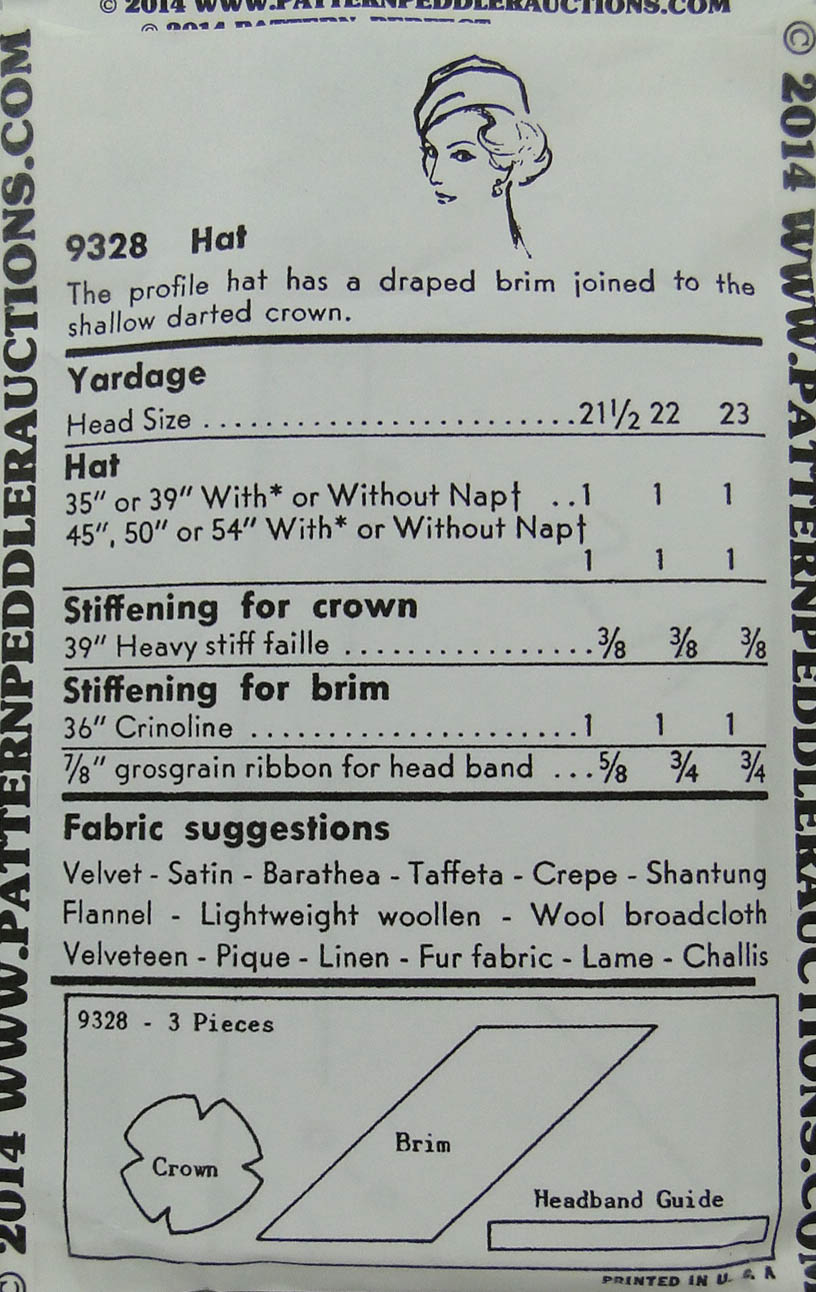 © 2014 WWW.PATTERNPEDDLERAUCTIONS.COM
© 2014
© 2014 WWW.PATTERNPEDDLERAUCTIONS.COM
© 2014 WWW.PATTERNPEDDLERAUCTIONS.COM
9328 Hat
The profile hat has a draped brim joined to the
shallow darted crown.
Yardage
Head Size ........................21½ 22 23
Hat
35" or 39" With* or Without Nap† ..1 1 1
45", 50" or 54" With* or Without Nap†
1 1 1
Stiffening for crown
39" Heavy stiff faille ................⅜ ⅜ ⅜
Stiffening for brim
36" Crinoline ......................1 1 1
⅞" grosgrain ribbon for head band ...⅝ ¾ ¾
Fabric suggestions
Velvet - Satin - Barathea - Taffeta - Crepe - Shantung
Flannel - Lightweight woollen - Wool broadcloth
Velveteen - Pique - Linen - Fur fabric - Lame - Challis
9328 - 3 Pieces
Crown
Brim
Headband Guide
PRINTED IN U. S. A